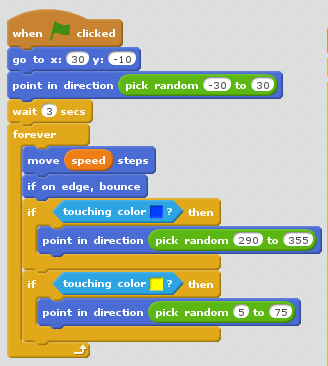 when clicked
go to x: 30 y: -10
point in direction pick random -30 to 30
wait 3 secs
forever
move speed steps
if on edge, bounce
if touching color ? then
point in direction pick random 290 to 355
if touching color ? then
point in direction pick random 5 to 75